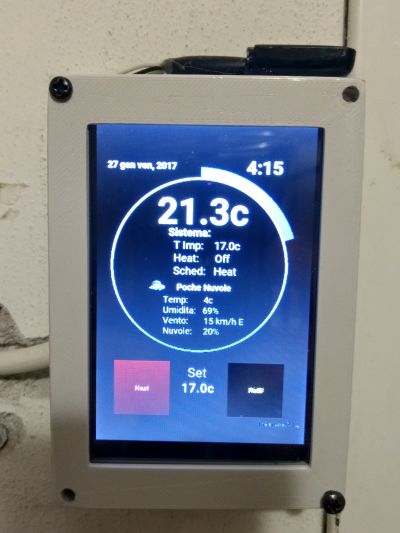 27 gen ven, 2017
4:15
21.3c
Sistema:
T Imp: 17.0c
Heat: Off
Sched: Heat
Poche Nuvole
Temp: 4c
Umidita: 69%
Vento: 15 km/h E
Nuvole: 20%
Set
17.0c
Heat